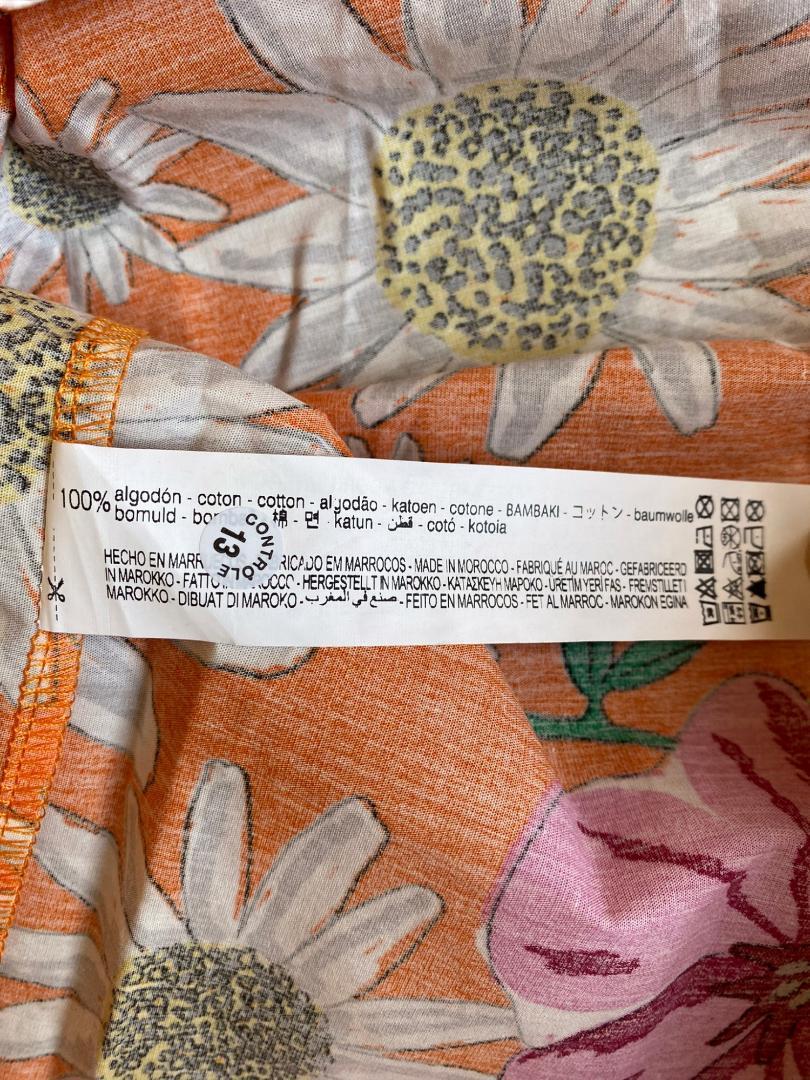 100% algodón - coton - cotton - algodão - katoen - cotone - BAMBAKI - コットン - baumwolle
bomuld - 棉 - 면 - katun - قطن - cotó - kotoia
CONTROLE
13
HECHO EN EM MARROCOS - MADE IN MOROCCO - FABRIQUÉ AU MAROC - GEFABRICEERD
IN MAROKKO - HERGESTELLT IN MAROKKO - ΚΑΤΑΣΚΕΥΗ ΜΑΡΟΚΟ - ÜRETİM YERİ FAS - FREMSTILLET I
MAROKKO - DIBUAT DI MAROKO - صنع في المغرب - FEITO EN MARROCOS - FET AL MARROC - MAROKON EGINA